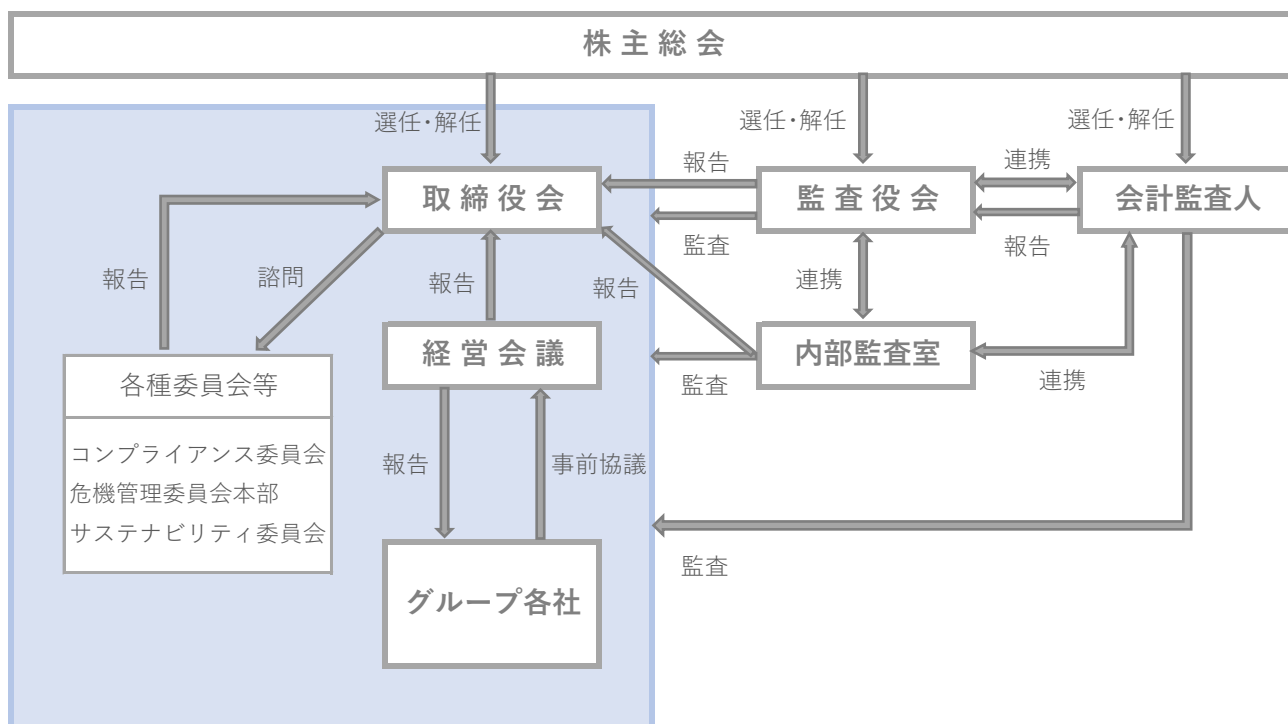 株主総会
選任・解任
選任・解任
選任・解任
報告
連携
取締役会
監査役会
会計監査人
監査
報告
報告
諮問
報告
報告
連携
経営会議
内部監査室
各種委員会等
監査
連携
コンプライアンス委員会
報告
事前協議
危機管理委員会本部
サステナビリティ委員会
監査
グループ各社